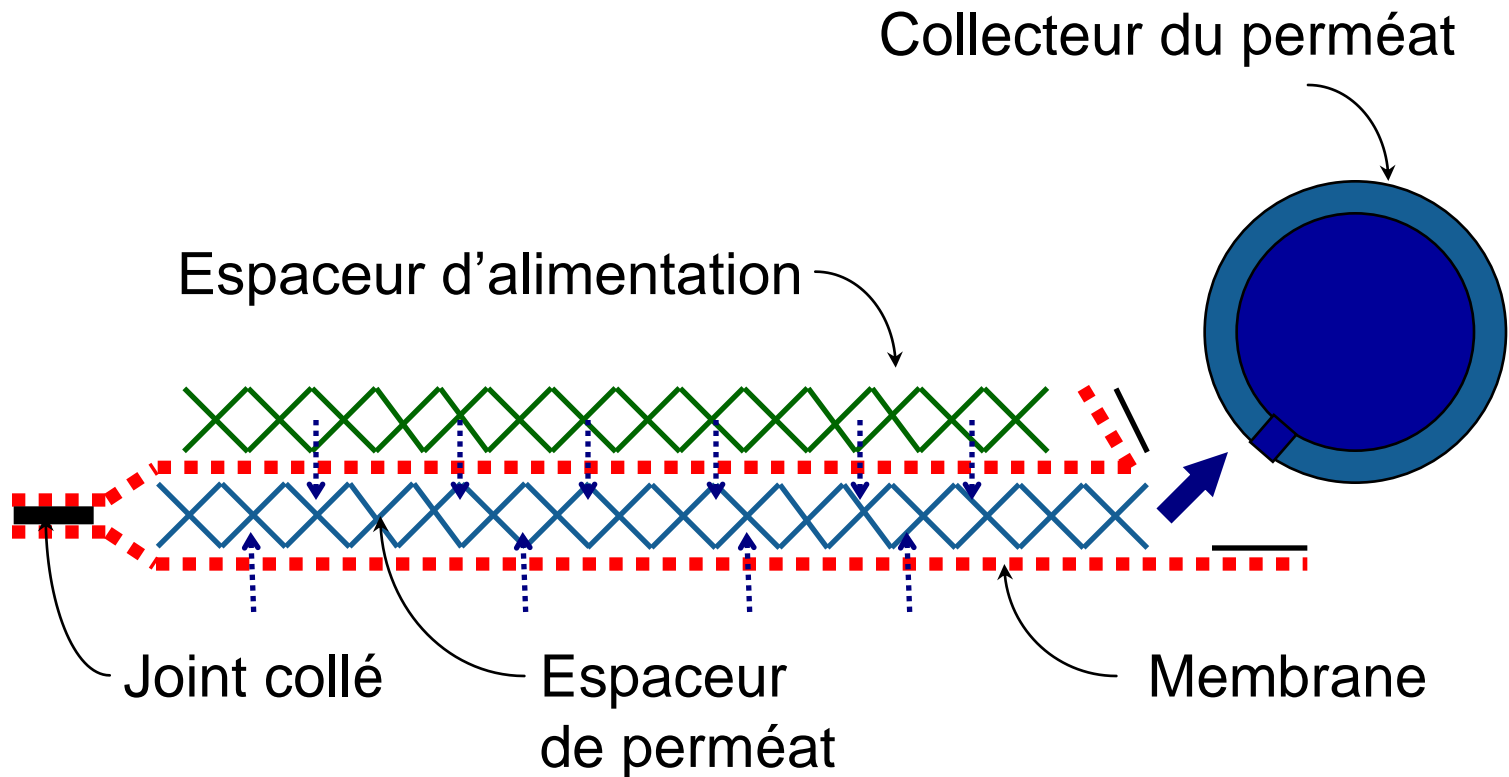 Collecteur du perméat
Espaceur d’alimentation
Joint collé
Espaceur
de perméat
Membrane